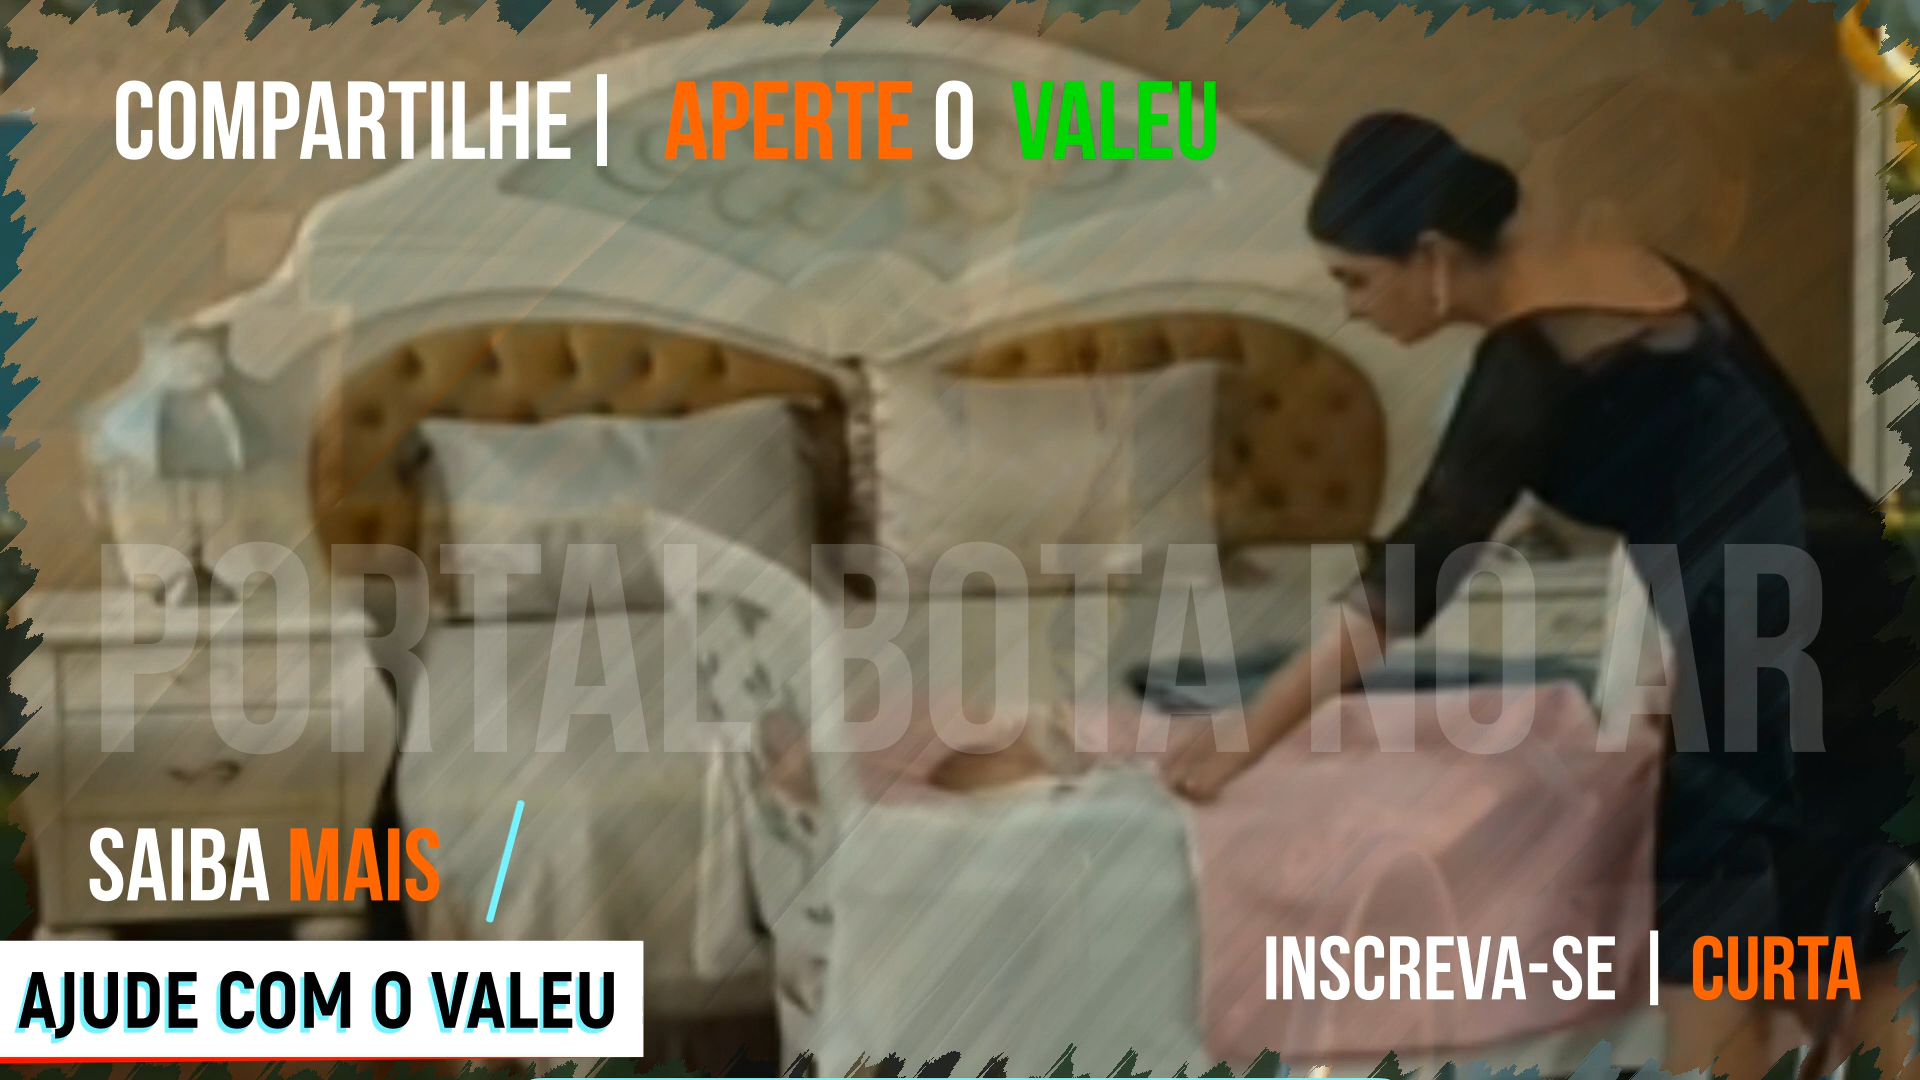 COMPARTILHE | APERTE O VALEU
PORTAL BOTA NO AR
SAIBA MAIS /
AJUDE COM O VALEU
INSCREVA-SE | CURTA